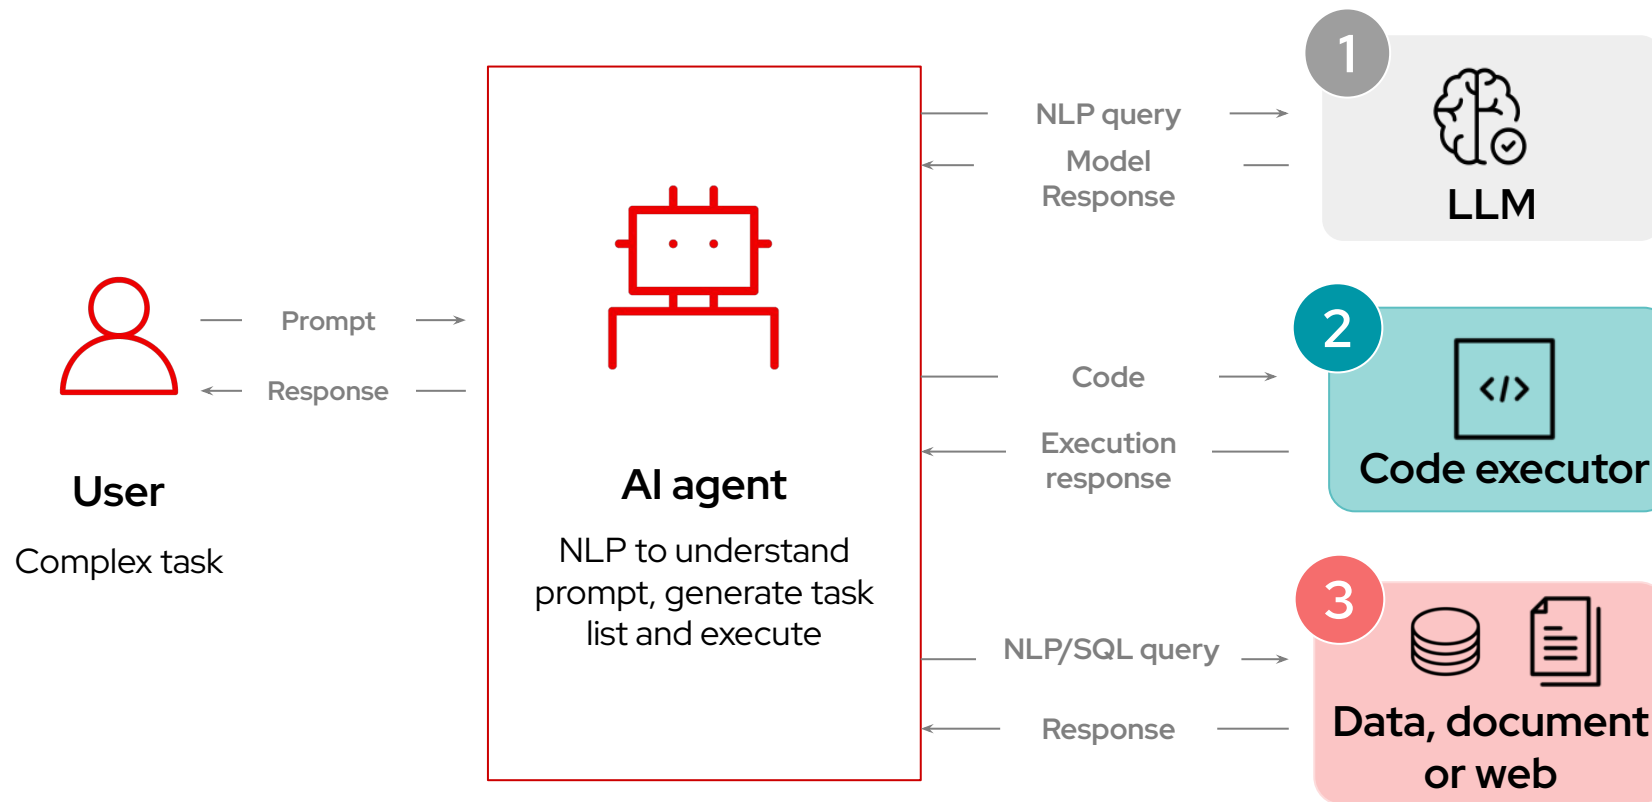 1
NLP query
Model
Response
LLM
Prompt
Response
User
Complex task
AI agent
NLP to understand
prompt, generate task
list and execute
2
Code
</>
Execution
response
Code executor
3
NLP/SQL query
Response
Data, document
or web